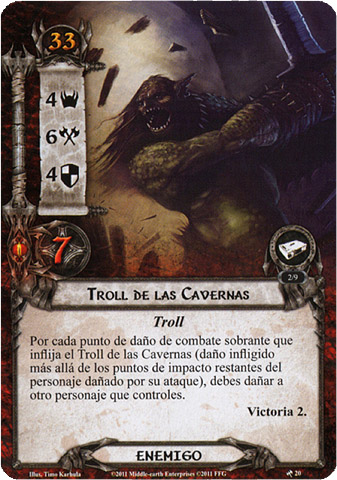 33
4
6
4
7
2/9
Troll de las Cavernas
Troll
Por cada punto de daño de combate sobrante que
inflija el Troll de las Cavernas (daño infligido
más allá de los puntos de impacto restantes del
personaje dañado por su ataque), debes dañar a
otro personaje que controles.
Victoria 2.
ENEMIGO
Illus. Timo Karhula ©2011 Middle-earth Enterprises ©2011 FFG 20